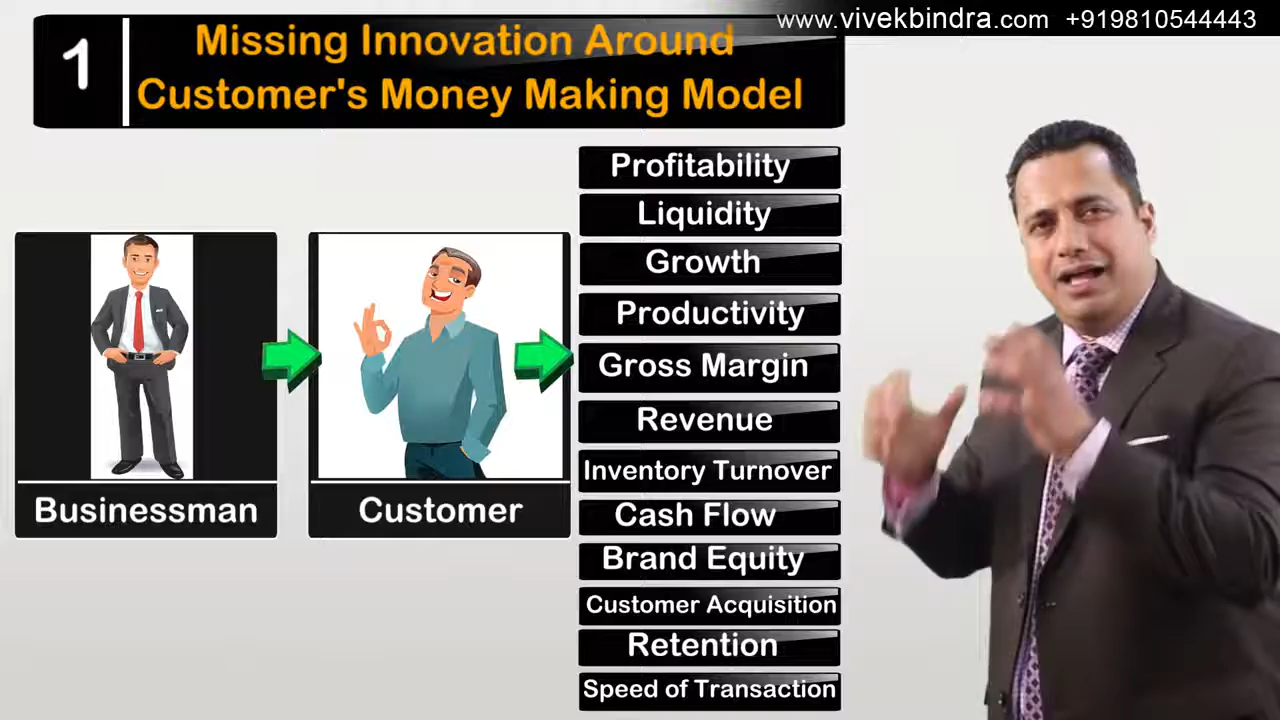 www.vivekbindra.com +919810544443
1
Missing Innovation Around
Customer's Money Making Model
Profitability
Liquidity
Growth
Productivity
Gross Margin
Revenue
Inventory Turnover
Cash Flow
Brand Equity
Customer Acquisition
Retention
Speed of Transaction
Businessman
Customer